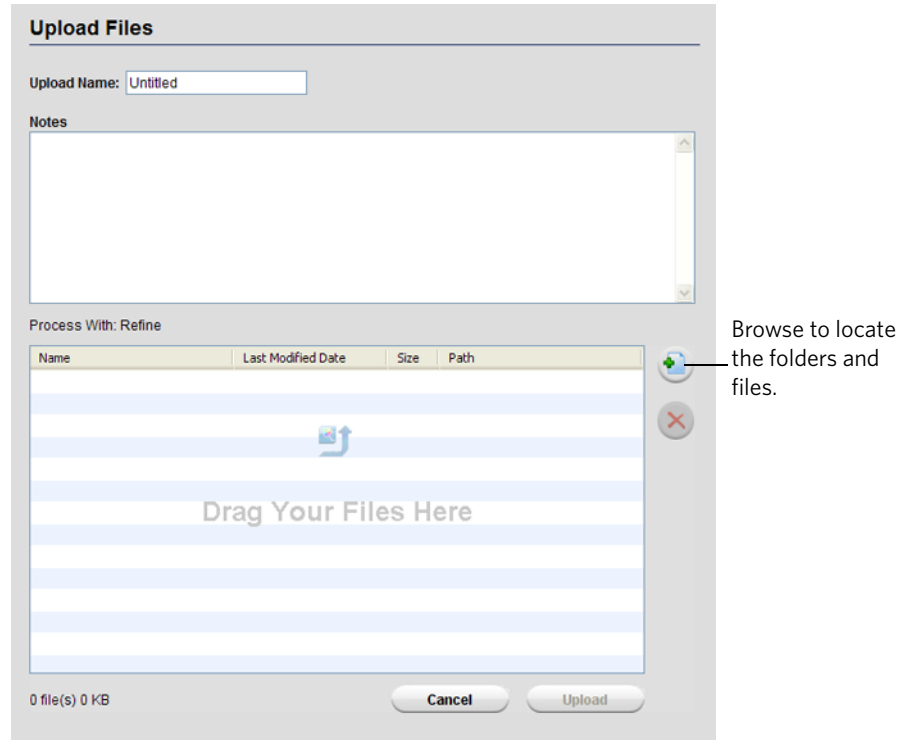 Upload Files
Upload Name: Untitled
Notes
Process With: Refine
Name Last Modified Date Size Path
Drag Your Files Here
0 file(s) 0 KB
Cancel Upload
Browse to locate
the folders and
files.